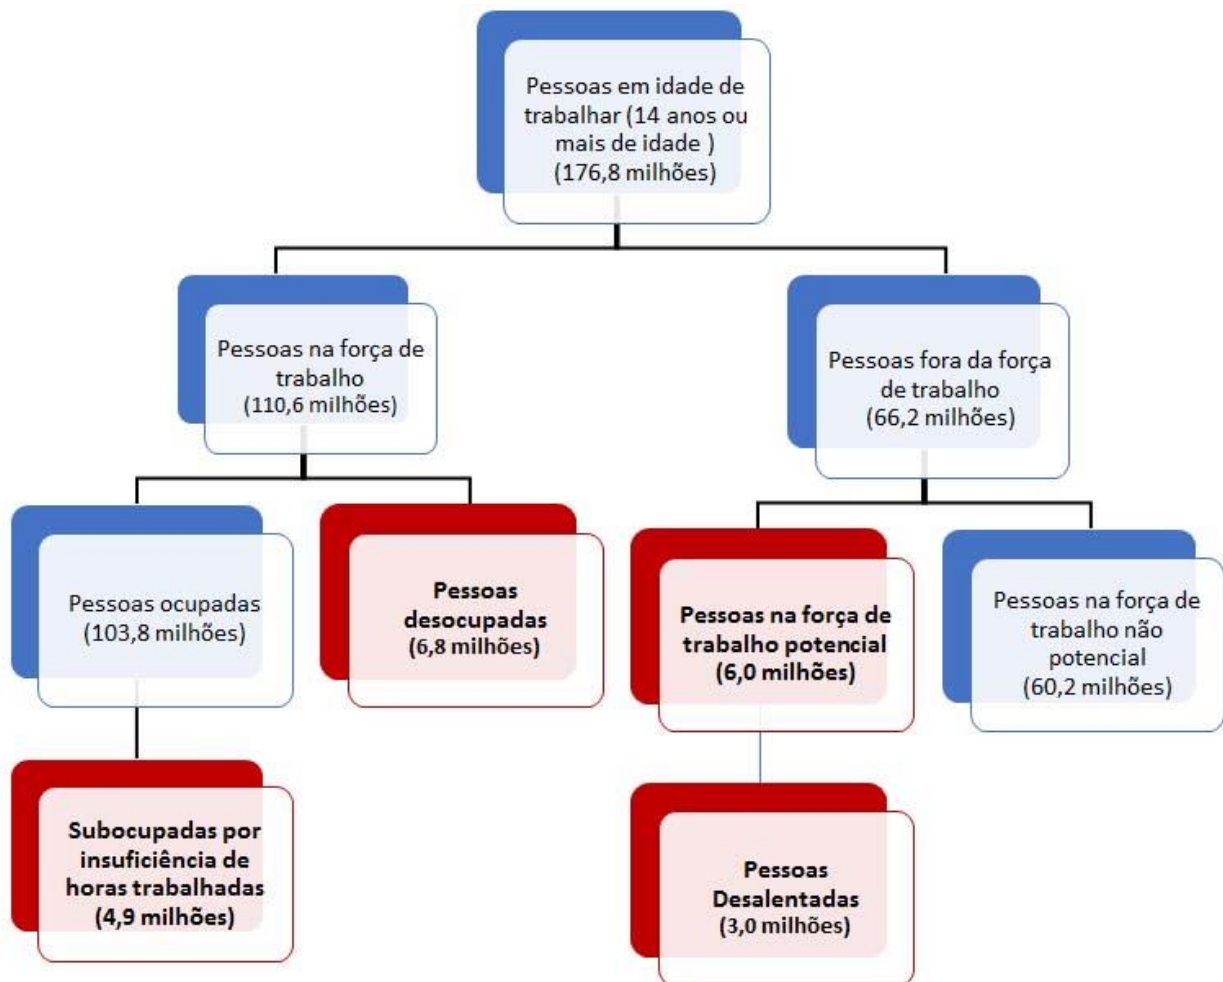 Pessoas em idade de
trabalhar (14 anos ou
mais de idade )
(176,8 milhões)
Pessoas na força de
trabalho
(110,6 milhões)
Pessoas fora da força
de trabalho
(66,2 milhões)
Pessoas ocupadas
(103,8 milhões)
Pessoas
desocupadas
(6,8 milhões)
Pessoas na força de
trabalho potencial
(6,0 milhões)
Pessoas na força de
trabalho não
potencial
(60,2 milhões)
Subocupadas por
insuficiência de
horas trabalhadas
(4,9 milhões)
Pessoas
Desalentadas
(3,0 milhões)